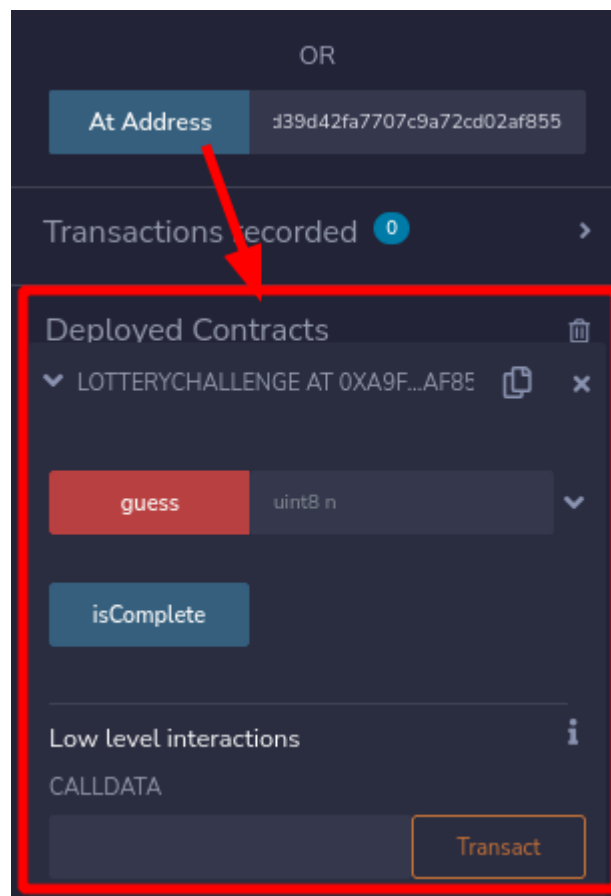 OR
At Address d39d42fa7707c9a72cd02af855
Transactions recorded 0
Deployed Contracts
LOTTERYCHALLENGE AT 0XA9F...AF85
guess uint8 n
isComplete
Low level interactions i
CALLDATA
Transact